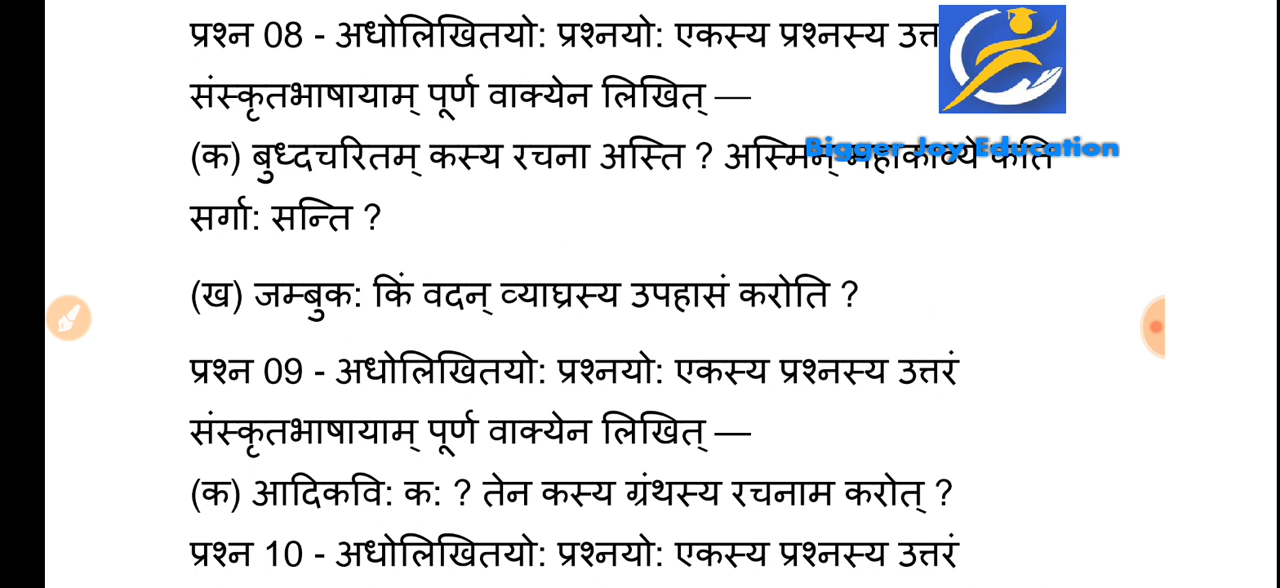 प्रश्न 08 - अधोलिखितयो: प्रश्नयो: एकस्य प्रश्नस्य
संस्कृतभाषायाम् पूर्ण वाक्येन लिखित् —
(क) बुध्दचरितम् कस्य रचना अस्ति ? अस्मिन् महाकाव्ये कति
Bigger Joy Education
सर्गा: सन्ति ?
(ख) जम्बुक: किं वदन् व्याघ्रस्य उपहासं करोति ?
प्रश्न 09 - अधोलिखितयो: प्रश्नयो: एकस्य प्रश्नस्य उत्तरं
संस्कृतभाषायाम् पूर्ण वाक्येन लिखित् —
(क) आदिकवि: क: ? तेन कस्य ग्रंथस्य रचनाम करोत् ?
प्रश्न 10 - अधोलिखितयो: प्रश्नयो: एकस्य प्रश्नस्य उत्तरं